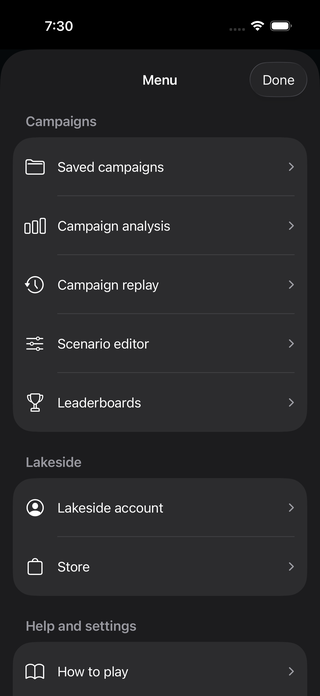 7:30
Menu
Done
Campaigns
Saved campaigns
Campaign analysis
Campaign replay
Scenario editor
Leaderboards
Lakeside
Lakeside account
Store
Help and settings
How to play